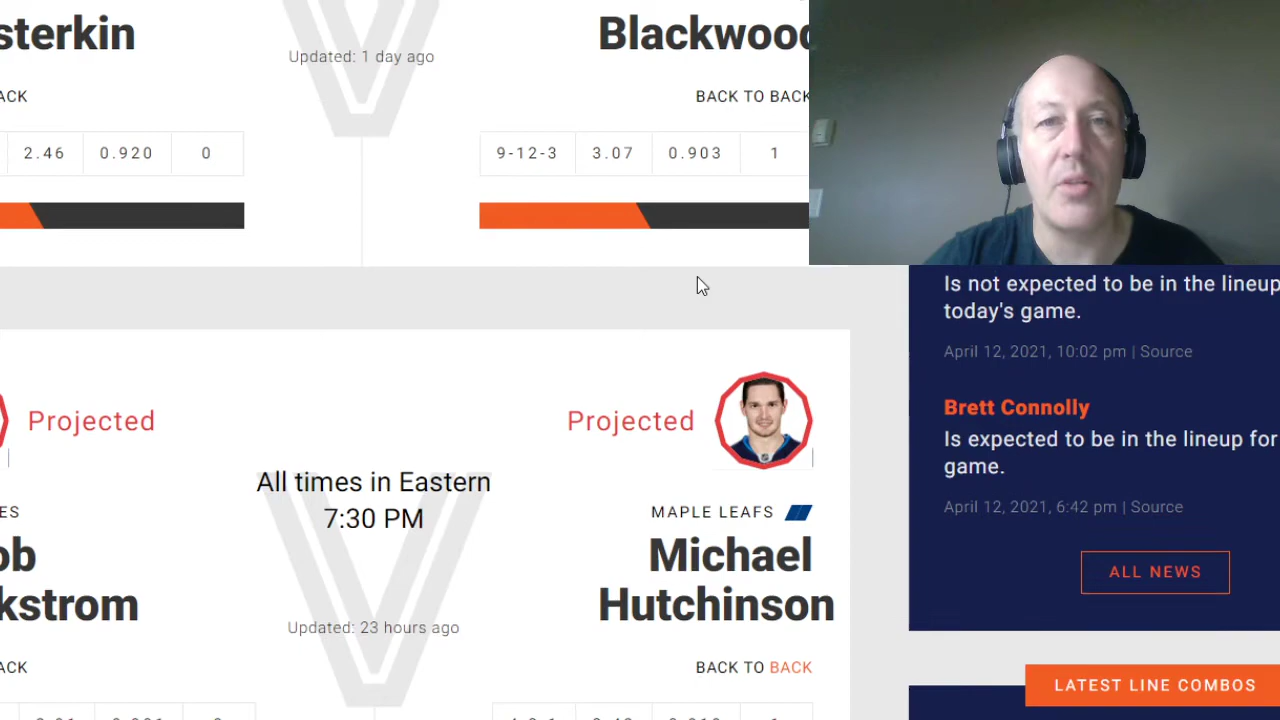 sterkin
Blackwood
Updated: 1 day ago
ACK
BACK TO BACK
2.46 0.920 0
9-12-3 3.07 0.903 1
Is not expected to be in the lineup
today's game.
April 12, 2021, 10:02 pm | Source
Brett Connolly
Is expected to be in the lineup for
game.
April 12, 2021, 6:42 pm | Source
ALL NEWS
Projected
Projected
All times in Eastern
7:30 PM
ES
MAPLE LEAFS
ob
kstrom
Michael
Hutchinson
Updated: 23 hours ago
ACK
BACK TO BACK
LATEST LINE COMBOS